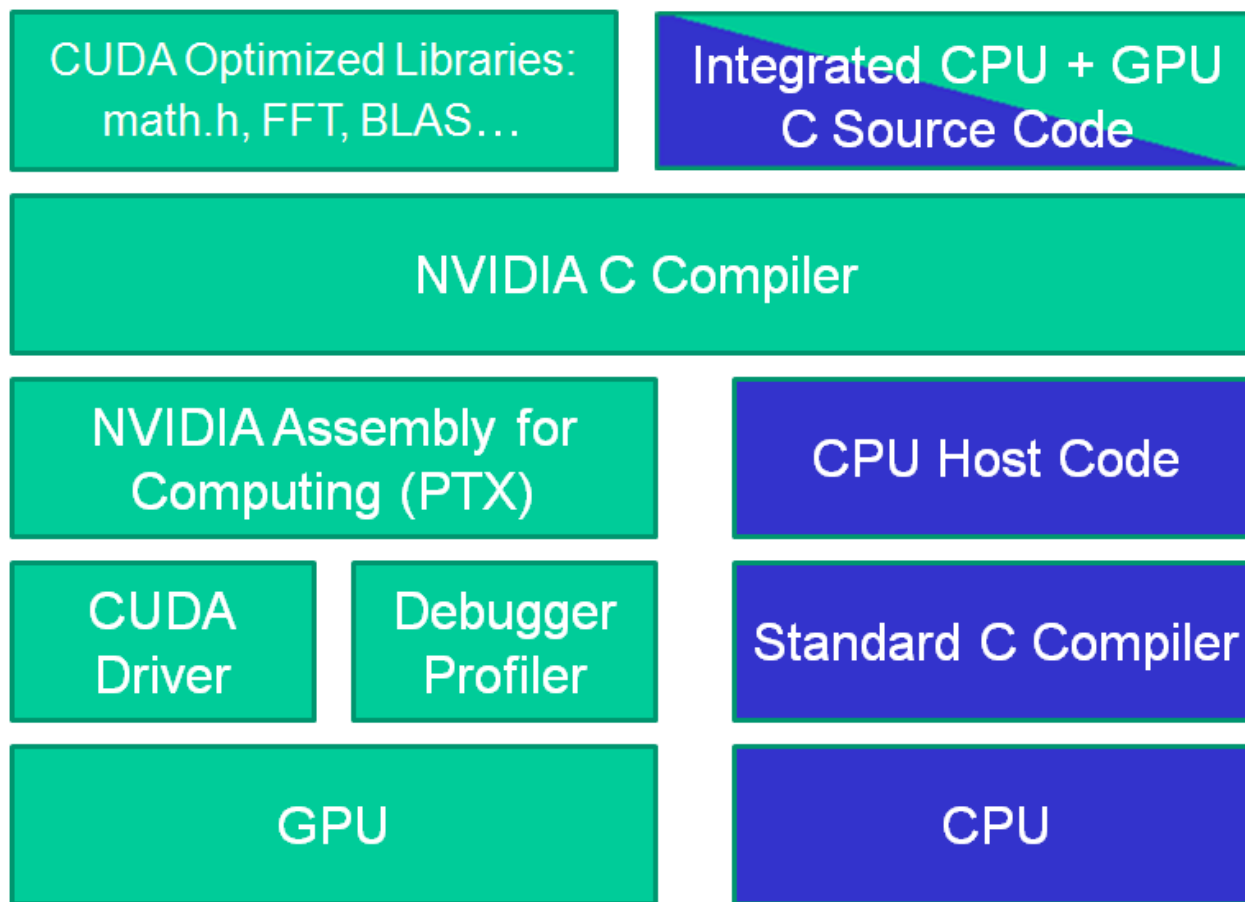 CUDA Optimized Libraries:
math.h, FFT, BLAS…
Integrated CPU + GPU
C Source Code
NVIDIA C Compiler
NVIDIA Assembly for
Computing (PTX)
CPU Host Code
CUDA
Driver
Debugger
Profiler
Standard C Compiler
GPU
CPU